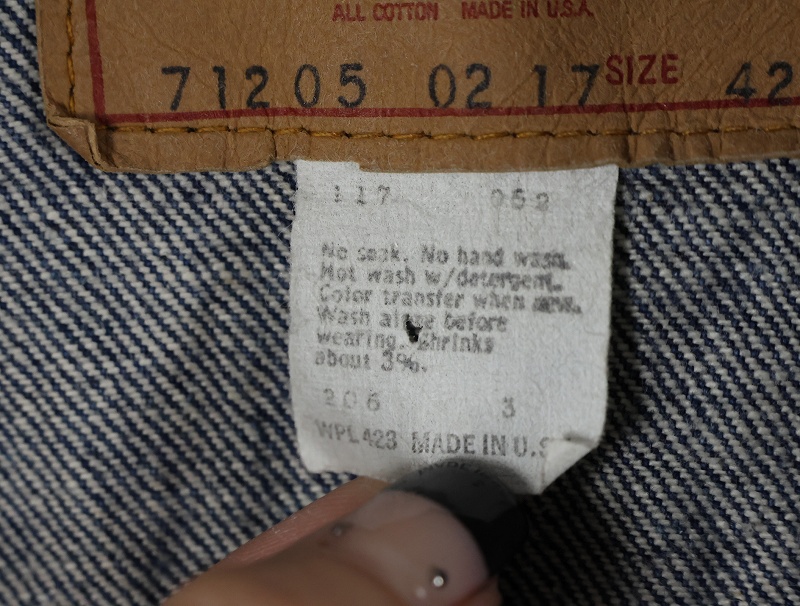 ALL COTTON MADE IN U.S.A.
71205 02 17 SIZE 42
117 052
No soak. No hand wash.
Hot wash w/detergent.
Color transfer when new.
Wash alone before
wearing. Shrinks
about 3%.
206 3
WPL423 MADE IN U.S